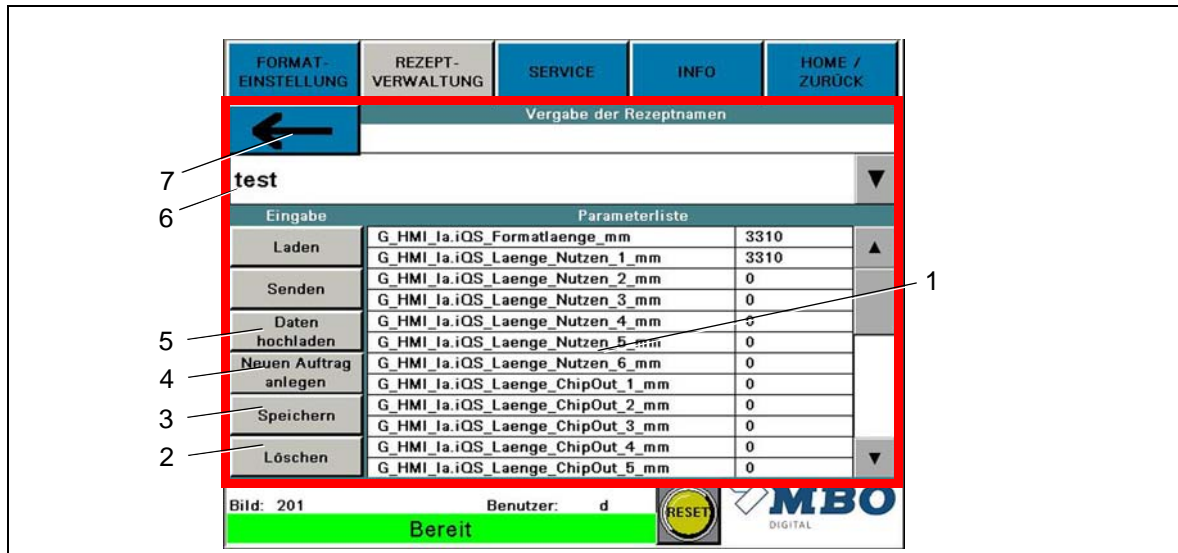 FORMAT-
EINSTELLUNG
REZEPT-
VERWALTUNG
SERVICE
INFO
HOME /
ZURÜCK
Vergabe der Rezeptnamen
7
test
6
Eingabe
Parameterliste
Laden
Senden
5
Daten
hochladen
4
Neuen Auftrag
anlegen
3
Speichern
2
Löschen
G_HMI_Ia.iQS_Formatlaenge_mm 3310
G_HMI_Ia.iQS_Laenge_Nutzen_1_mm 3310
G_HMI_Ia.iQS_Laenge_Nutzen_2_mm 0
G_HMI_Ia.iQS_Laenge_Nutzen_3_mm 0
G_HMI_Ia.iQS_Laenge_Nutzen_4_mm 0
G_HMI_Ia.iQS_Laenge_Nutzen_5_mm 0
G_HMI_Ia.iQS_Laenge_Nutzen_6_mm 0
G_HMI_Ia.iQS_Laenge_ChipOut_1_mm 0
G_HMI_Ia.iQS_Laenge_ChipOut_2_mm 0
G_HMI_Ia.iQS_Laenge_ChipOut_3_mm 0
G_HMI_Ia.iQS_Laenge_ChipOut_4_mm 0
G_HMI_Ia.iQS_Laenge_ChipOut_5_mm 0
1
Bild: 201
Benutzer: d
Bereit
RESET
MBO
DIGITAL